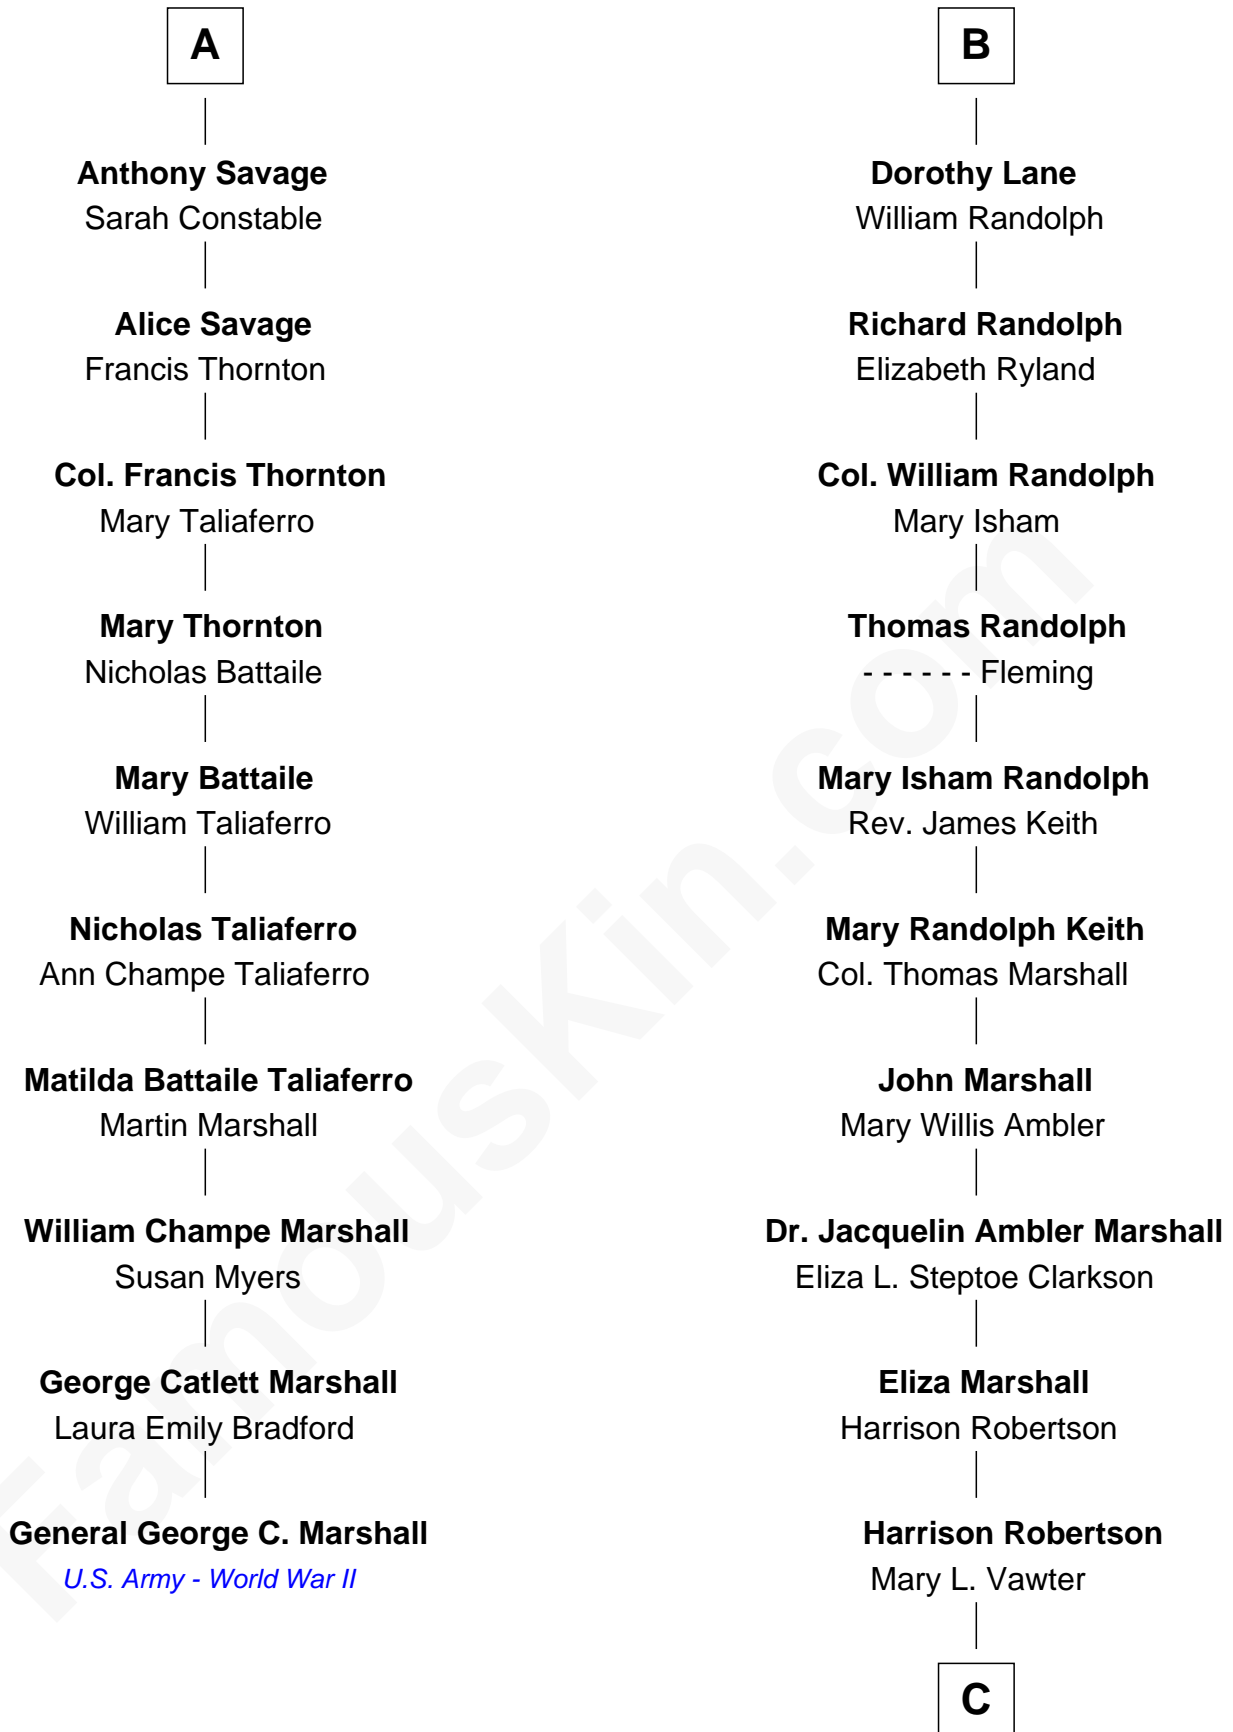 A
Anthony Savage
Sarah Constable
Alice Savage
Francis Thornton
Col. Francis Thornton
Mary Taliaferro
Mary Thornton
Nicholas Battaile
Mary Battaile
William Taliaferro
Nicholas Taliaferro
Ann Champe Taliaferro
Matilda Battaile Taliaferro
Martin Marshall
William Champe Marshall
Susan Myers
George Catlett Marshall
Laura Emily Bradford
General George C. Marshall
U.S. Army - World War II
B
Dorothy Lane
William Randolph
Richard Randolph
Elizabeth Ryland
Col. William Randolph
Mary Isham
Thomas Randolph
- - - - - - Fleming
Mary Isham Randolph
Rev. James Keith
Mary Randolph Keith
Col. Thomas Marshall
John Marshall
Mary Willis Ambler
Dr. Jacquelin Ambler Marshall
Eliza L. Steptoe Clarkson
Eliza Marshall
Harrison Robertson
Harrison Robertson
Mary L. Vawter
C
FamousKin.com